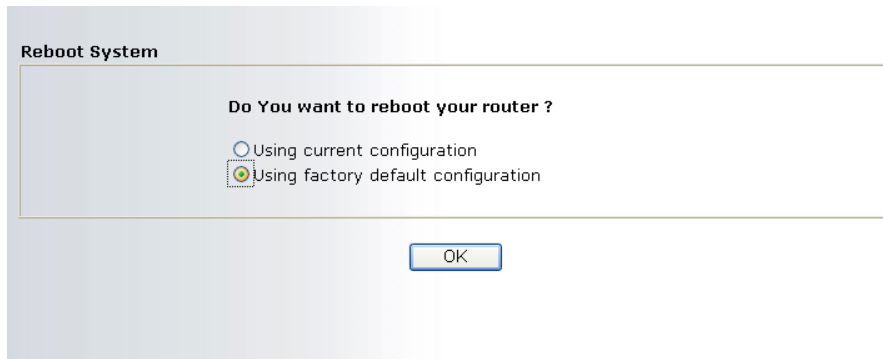 Reboot System
Do You want to reboot your router ?
Using current configuration
Using factory default configuration
OK